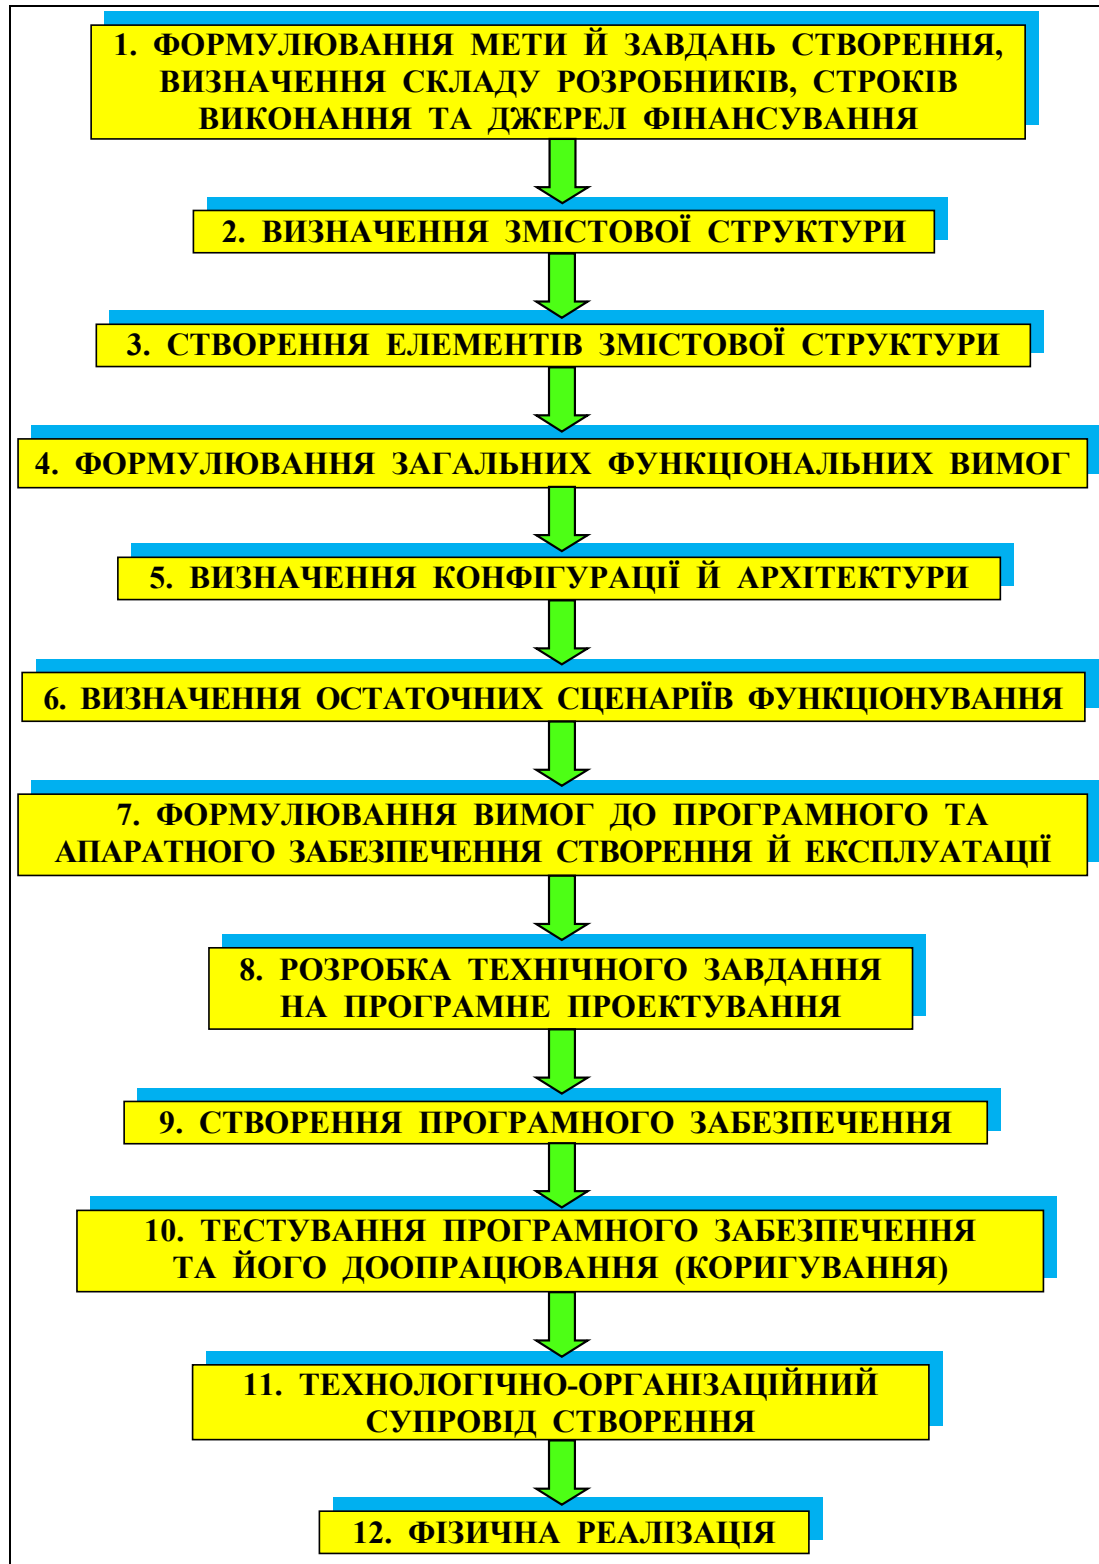 1. ФОРМУЛЮВАННЯ МЕТИ Й ЗАВДАНЬ СТВОРЕННЯ,
ВИЗНАЧЕННЯ СКЛАДУ РОЗРОБНИКІВ, СТРОКІВ
ВИКОНАННЯ ТА ДЖЕРЕЛ ФІНАНСУВАННЯ
2. ВИЗНАЧЕННЯ ЗМІСТОВОЇ СТРУКТУРИ
3. СТВОРЕННЯ ЕЛЕМЕНТІВ ЗМІСТОВОЇ СТРУКТУРИ
4. ФОРМУЛЮВАННЯ ЗАГАЛЬНИХ ФУНКЦІОНАЛЬНИХ ВИМОГ
5. ВИЗНАЧЕННЯ КОНФІГУРАЦІЇ Й АРХІТЕКТУРИ
6. ВИЗНАЧЕННЯ ОСТАТОЧНИХ СЦЕНАРІЇВ ФУНКЦІОНУВАННЯ
7. ФОРМУЛЮВАННЯ ВИМОГ ДО ПРОГРАМНОГО ТА
АПАРАТНОГО ЗАБЕЗПЕЧЕННЯ СТВОРЕННЯ Й ЕКСПЛУАТАЦІЇ
8. РОЗРОБКА ТЕХНІЧНОГО ЗАВДАННЯ
НА ПРОГРАМНЕ ПРОЕКТУВАННЯ
9. СТВОРЕННЯ ПРОГРАМНОГО ЗАБЕЗПЕЧЕННЯ
10. ТЕСТУВАННЯ ПРОГРАМНОГО ЗАБЕЗПЕЧЕННЯ
ТА ЙОГО ДООПРАЦЮВАННЯ (КОРИГУВАННЯ)
11. ТЕХНОЛОГІЧНО-ОРГАНІЗАЦІЙНИЙ
СУПРОВІД СТВОРЕННЯ
12. ФІЗИЧНА РЕАЛІЗАЦІЯ